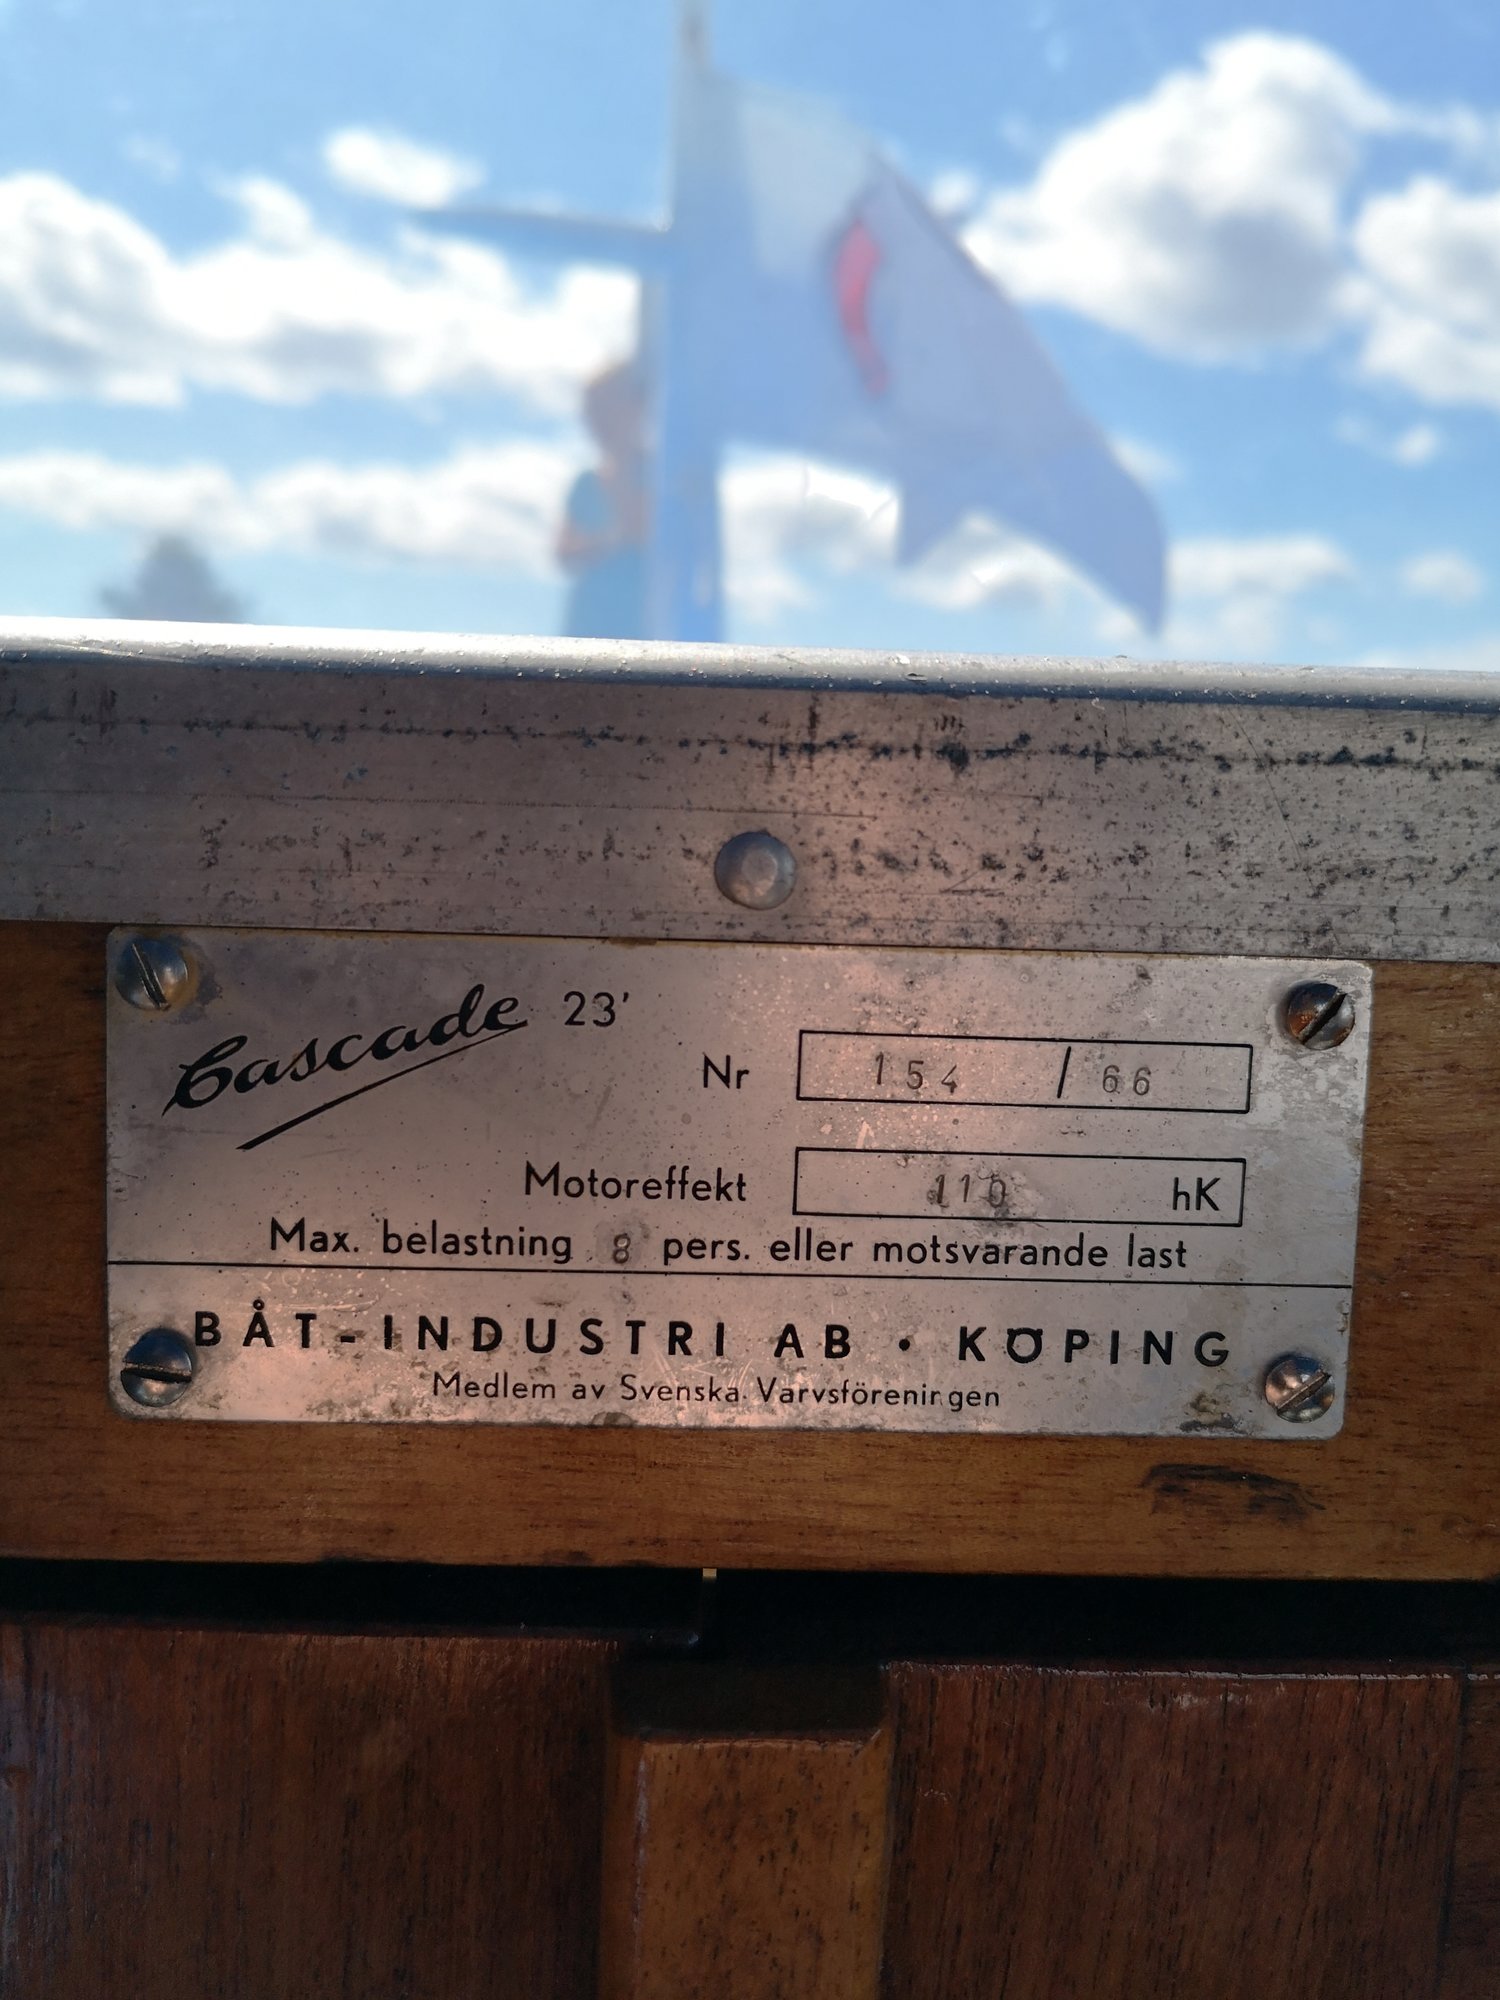 Cascade 23'
Nr 154 / 66
Motoreffekt 110 hK
Max. belastning 8 pers. eller motsvarande last
BÅT-INDUSTRI AB • KÖPING
Medlem av Svenska Varvsföreningen